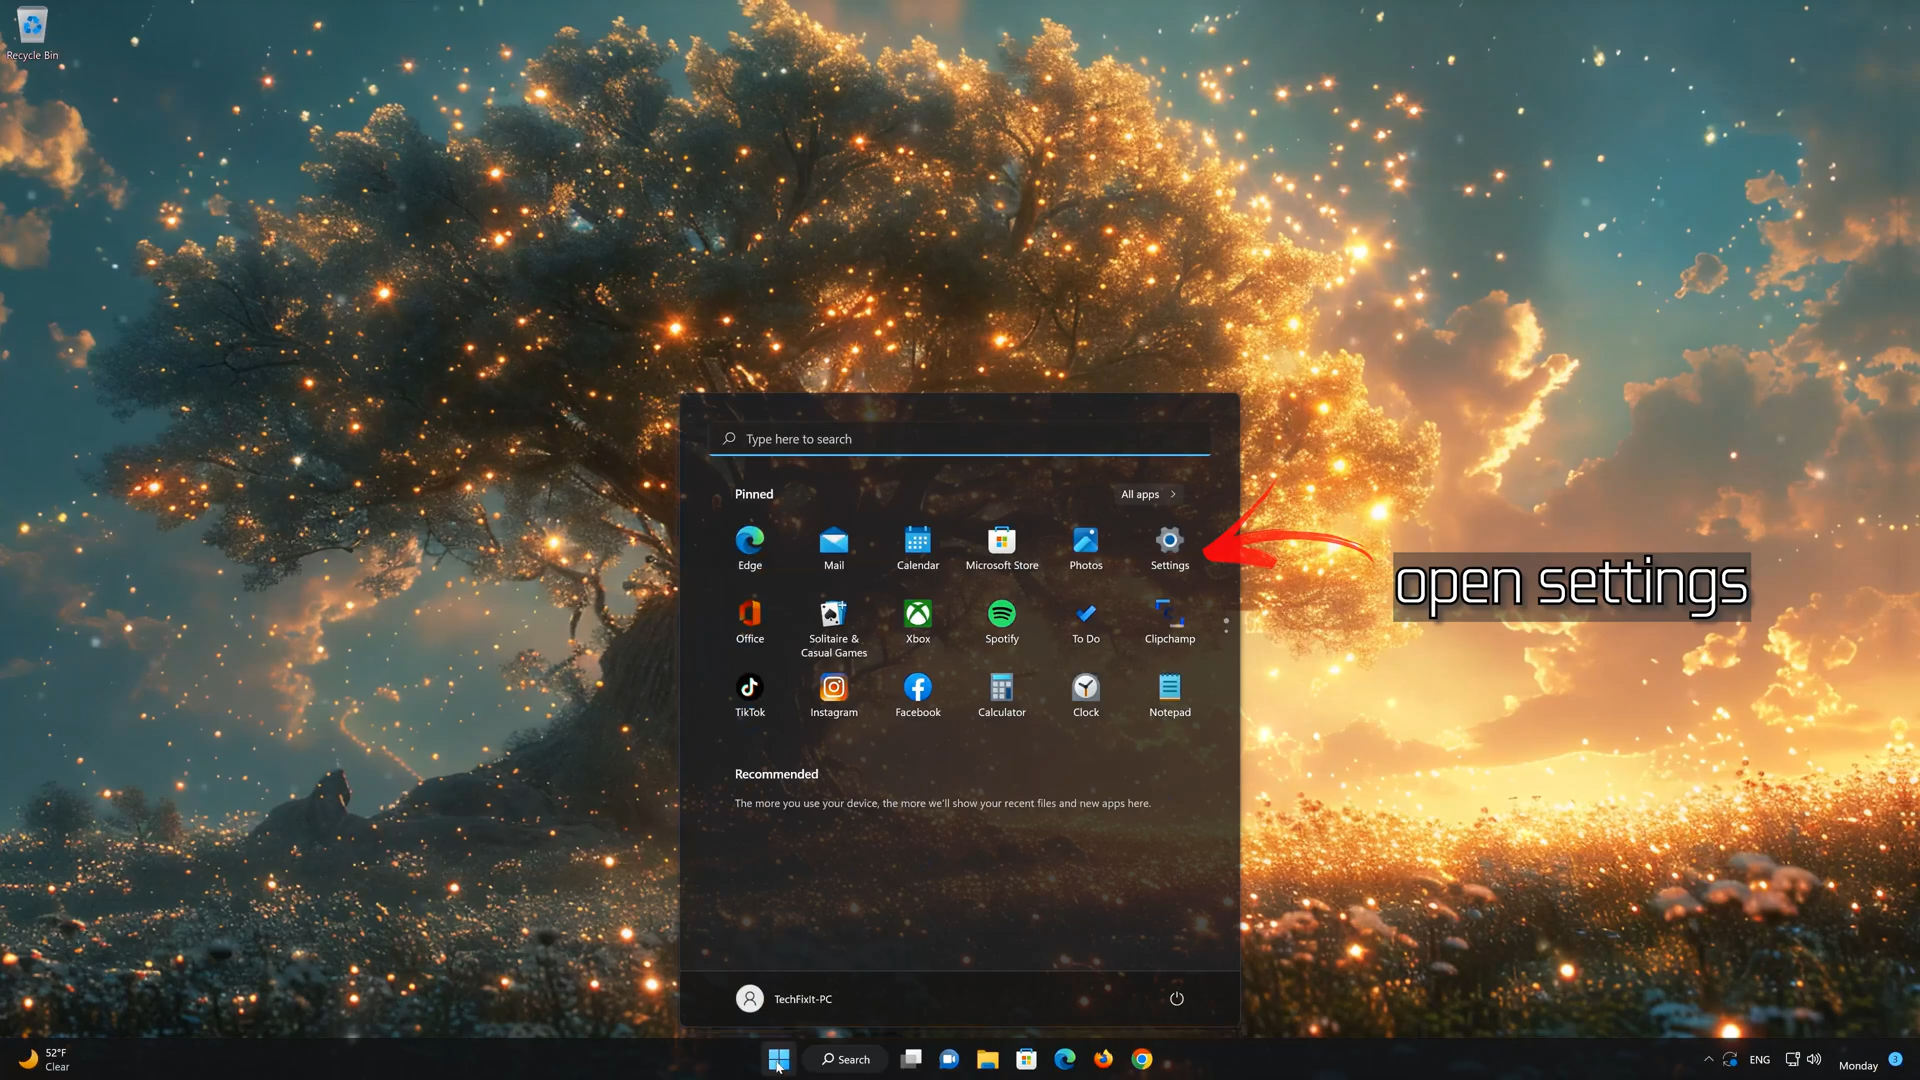 Recycle Bin
Type here to search
Pinned
All apps
Edge
Mail
Calendar
Microsoft Store
Photos
Settings
open settings
Office
Solitaire &
Casual Games
Xbox
Spotify
To Do
Clipchamp
TikTok
Instagram
Facebook
Calculator
Clock
Notepad
Recommended
The more you use your device, the more we'll show your recent files and new apps here.
TechFixIt-PC
52°F
Clear
Search
ENG
Monday
3